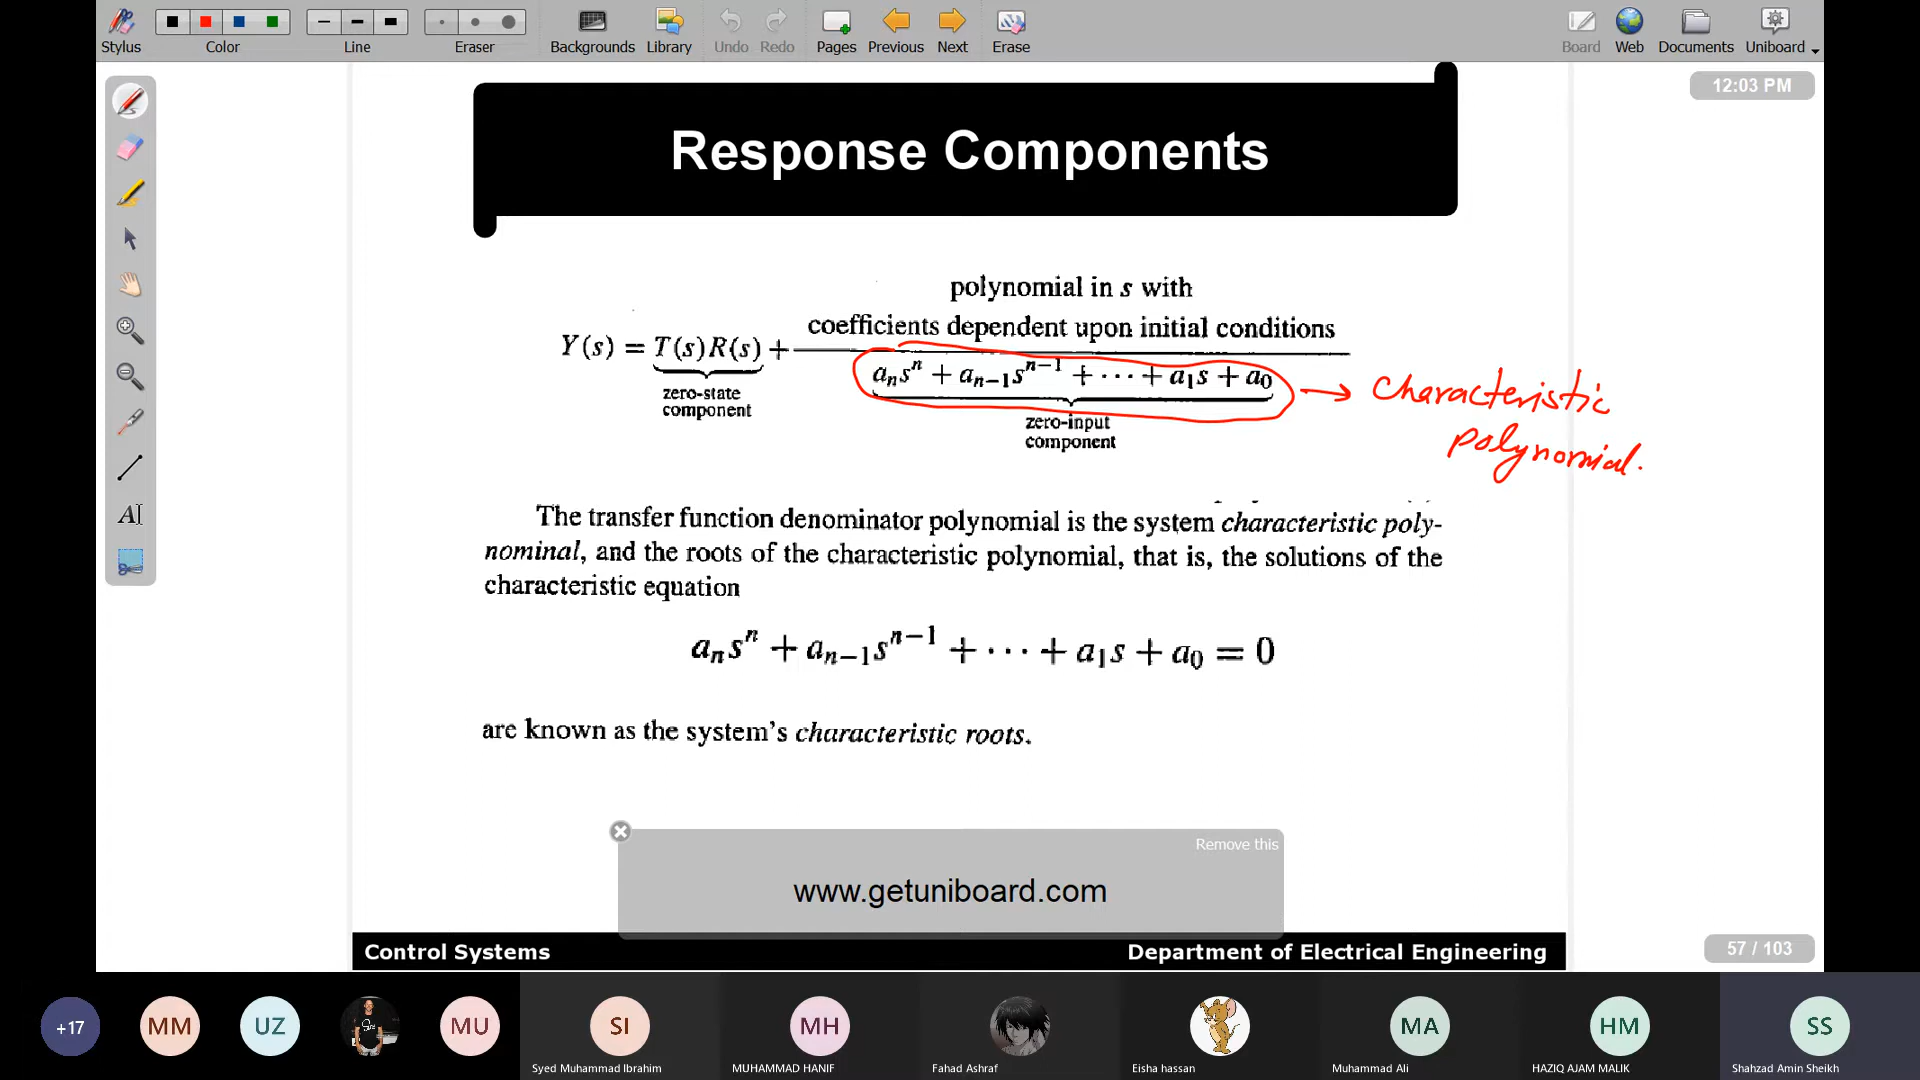 Stylus
Color
Line
Eraser
Backgrounds
Library
Undo
Redo
Pages
Previous
Next
Erase
Board
Web
Documents
Uniboard
12:03 PM
Response Components
polynomial in s with
coefficients dependent upon initial conditions
Y(s) = T(s)R(s) +
aₙsⁿ + aₙ₋₁sⁿ⁻¹ + ··· + a₁s + a₀
zero-state
component
zero-input
component
characteristic
polynomial.
The transfer function denominator polynomial is the system characteristic poly-
nominal, and the roots of the characteristic polynomial, that is, the solutions of the
characteristic equation
aₙsⁿ + aₙ₋₁sⁿ⁻¹ + ··· + a₁s + a₀ = 0
are known as the system's characteristic roots.
Remove this
www.getuniboard.com
Control Systems
Department of Electrical Engineering
57 / 103
+17
MM
UZ
MU
SI
MH
MA
HM
SS
Syed Muhammad Ibrahim
MUHAMMAD HANIF
Fahad Ashraf
Eisha hassan
Muhammad Ali
HAZIQ AJAM MALIK
Shahzad Amin Sheikh